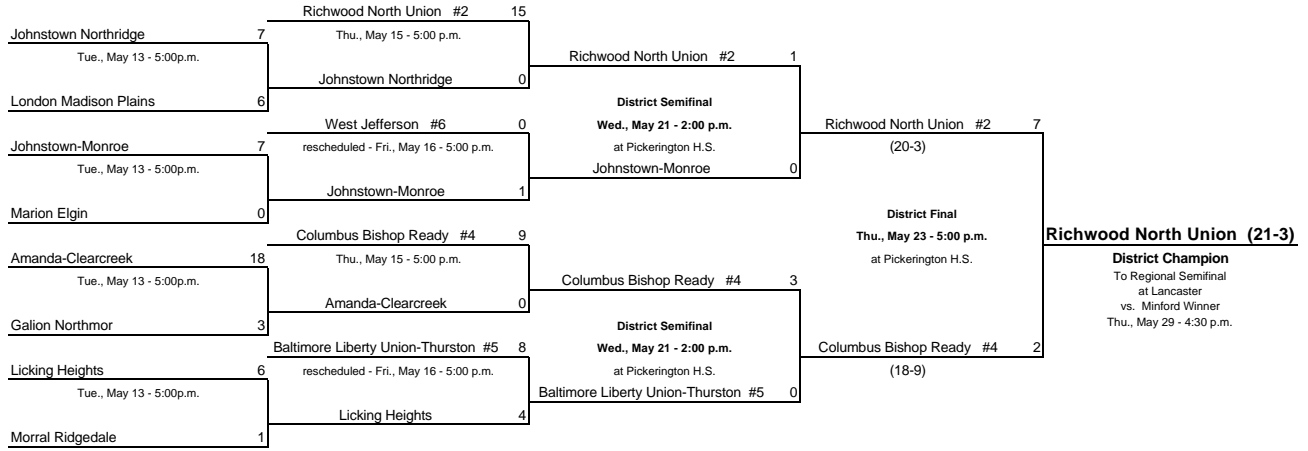 Richwood North Union #2 15
Johnstown Northridge 7
Thu., May 15 - 5:00 p.m.
Tue., May 13 - 5:00p.m.
Richwood North Union #2 1
Johnstown Northridge 0
London Madison Plains 6
District Semifinal
West Jefferson #6 0
Wed., May 21 - 2:00 p.m.
Richwood North Union #2 7
Johnstown-Monroe 7
rescheduled - Fri., May 16 - 5:00 p.m.
at Pickerington H.S.
(20-3)
Tue., May 13 - 5:00p.m.
Johnstown-Monroe 0
Johnstown-Monroe 1
Marion Elgin 0
District Final
Columbus Bishop Ready #4 9
Thu., May 23 - 5:00 p.m.
Richwood North Union (21-3)
Amanda-Clearcreek 18
Thu., May 15 - 5:00 p.m.
at Pickerington H.S.
District Champion
Tue., May 13 - 5:00p.m.
Columbus Bishop Ready #4 3
To Regional Semifinal
at Lancaster
Amanda-Clearcreek 0
vs. Minford Winner
Galion Northmor 3
District Semifinal
Thu., May 29 - 4:30 p.m.
Baltimore Liberty Union-Thurston #5 8
Wed., May 21 - 2:00 p.m.
Columbus Bishop Ready #4 2
Licking Heights 6
rescheduled - Fri., May 16 - 5:00 p.m.
at Pickerington H.S.
(18-9)
Tue., May 13 - 5:00p.m.
Baltimore Liberty Union-Thurston #5 0
Licking Heights 4
Morral Ridgedale 1